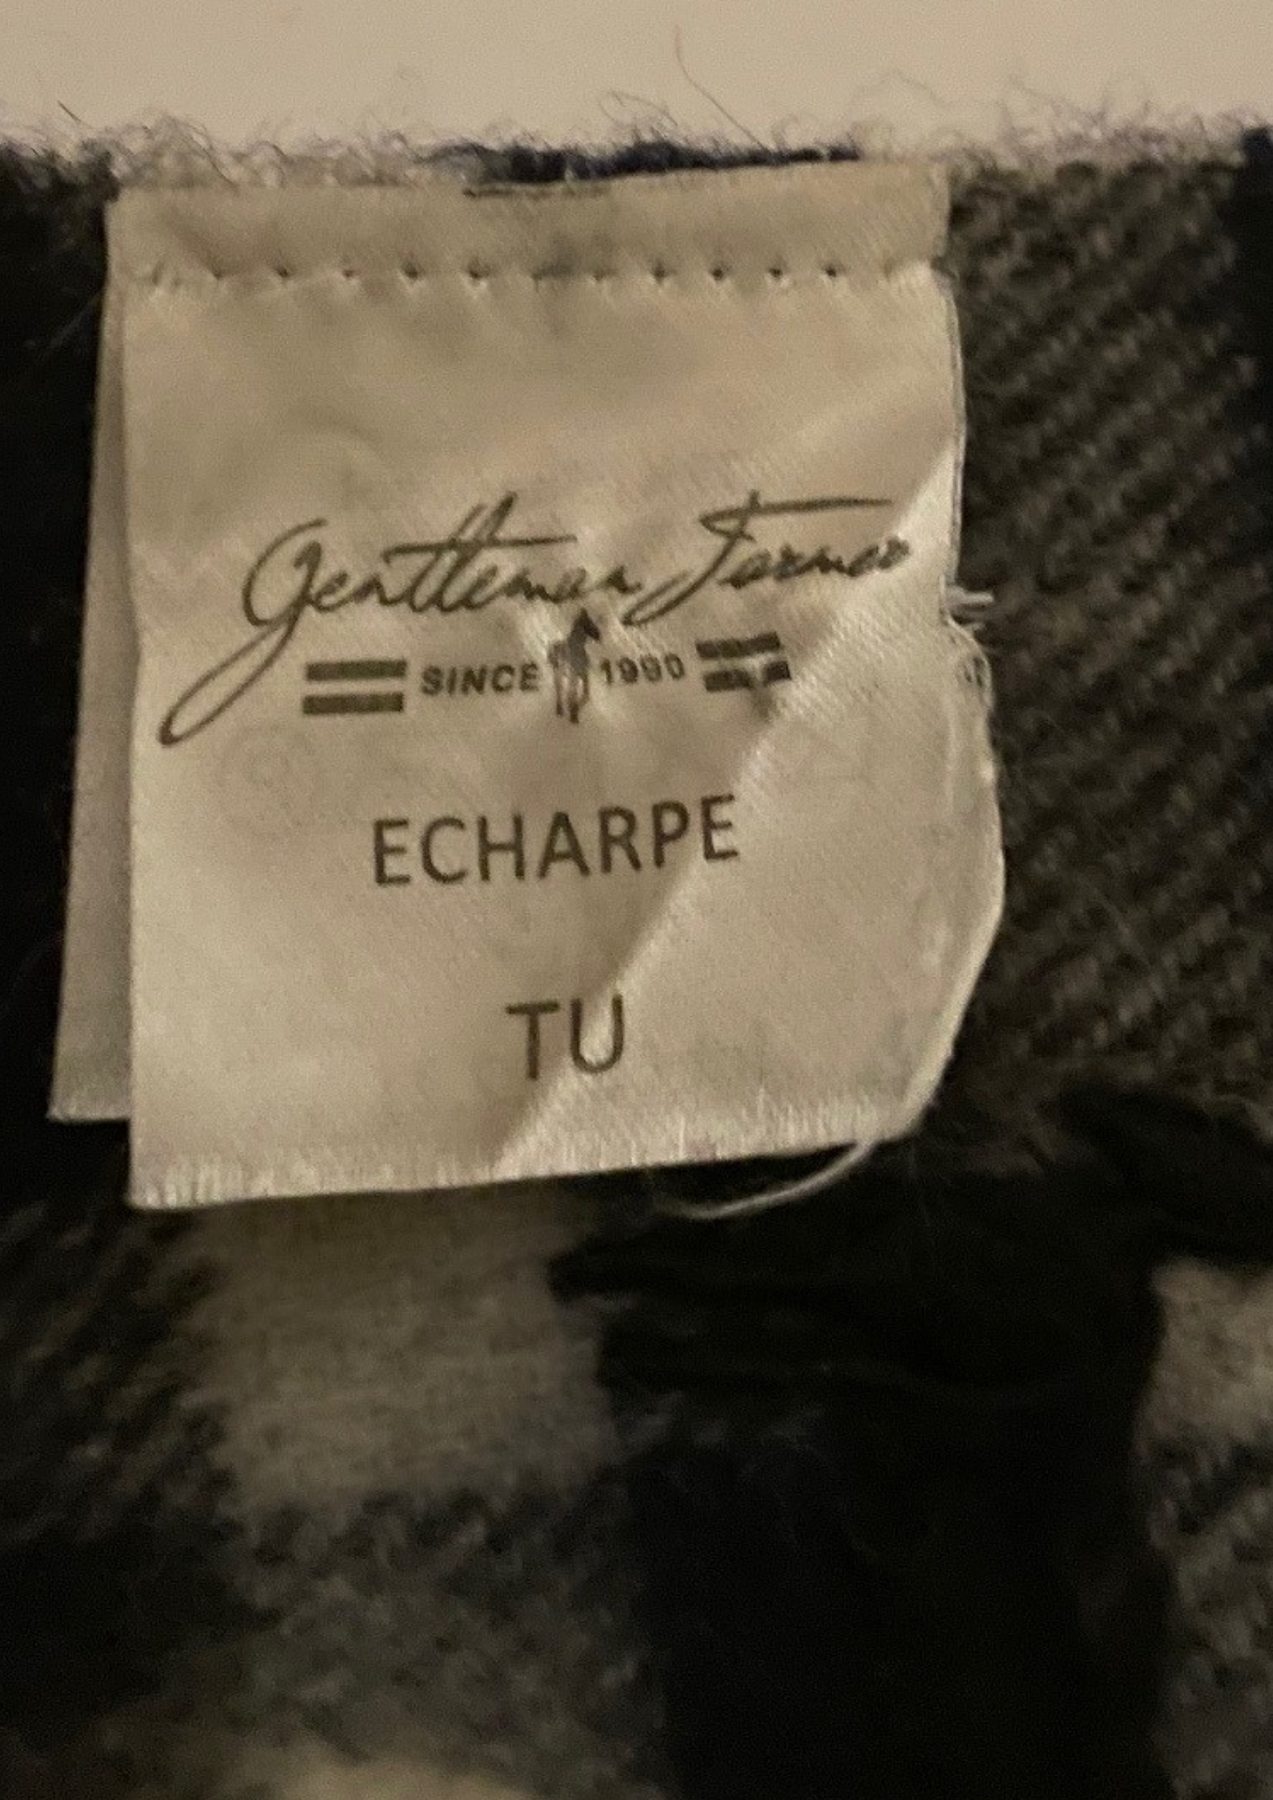 Gentleman Farmer
SINCE 1990
ECHARPE
TU